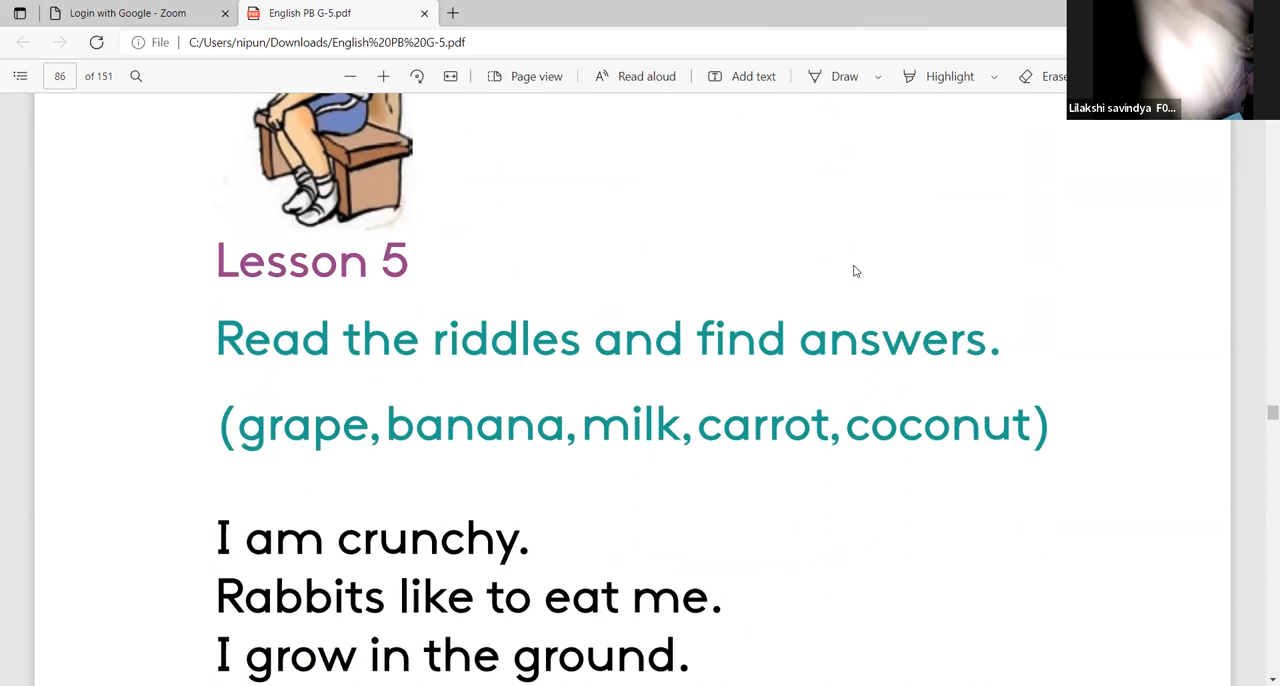 Login with Google - Zoom
English PB G-5.pdf
File
C:/Users/nipun/Downloads/English%20PB%20G-5.pdf
86 of 151
Page view
Read aloud
Add text
Draw
Highlight
Erase
Lilakshi savindya F0...
Lesson 5
Read the riddles and find answers.
(grape, banana, milk, carrot, coconut)
I am crunchy.
Rabbits like to eat me.
I grow in the ground.